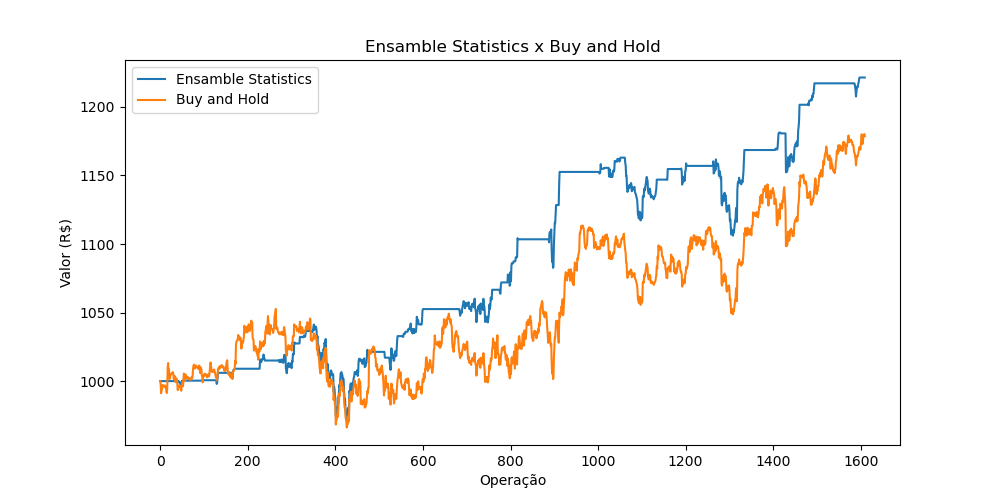 Ensamble Statistics x Buy and Hold
Ensamble Statistics
Buy and Hold
Valor (R$)
1200
1150
1100
1050
1000
0 200 400 600 800 1000 1200 1400 1600
Operação